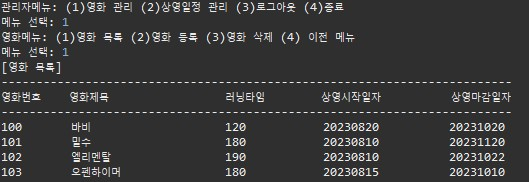 관리자메뉴: (1)영화 관리 (2)상영일정 관리 (3)로그아웃 (4)종료
메뉴 선택: 1
영화메뉴: (1)영화 목록 (2)영화 등록 (3)영화 삭제 (4) 이전 메뉴
메뉴 선택: 1
[영화 목록]
--------------------------------------------------------------------------
영화번호 영화제목 러닝타임 상영시작일자 상영마감일자
--------------------------------------------------------------------------
100 바비 120 20230820 20231020
101 밀수 180 20230810 20231120
102 엘리멘탈 190 20230810 20231022
103 오펜하이머 180 20230815 20231010